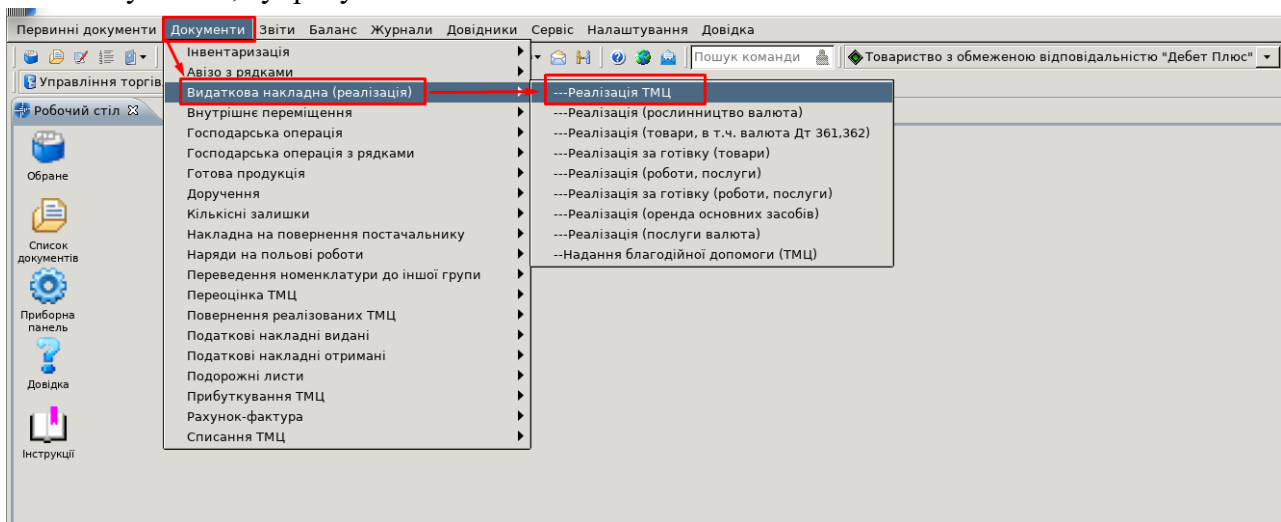 Первинні документи Документи Звіти Баланс Журнали Довідники Сервіс Налаштування Довідка
Пошук команди Товариство з обмеженою відповідальністю "Дебет Плюс"
Управління торгів
Робочий стіл
Обране
Список
документів
Приборна
панель
Довідка
Інструкції
Інвентаризація
Авізо з рядками
Видаткова накладна (реалізація)
Внутрішнє переміщення
Господарська операція
Господарська операція з рядками
Готова продукція
Доручення
Кількісні залишки
Накладна на повернення постачальнику
Наряди на польові роботи
Переведення номенклатури до іншої групи
Переоцінка ТМЦ
Повернення реалізованих ТМЦ
Податкові накладні видані
Податкові накладні отримані
Подорожні листи
Прибуткування ТМЦ
Рахунок-фактура
Списання ТМЦ
---Реалізація ТМЦ
---Реалізація (рослинництво валюта)
---Реалізація (товари, в т.ч. валюта Дт 361,362)
---Реалізація за готівку (товари)
---Реалізація (роботи, послуги)
---Реалізація за готівку (роботи, послуги)
---Реалізація (оренда основних засобів)
---Реалізація (послуги валюта)
--Надання благодійної допомоги (ТМЦ)